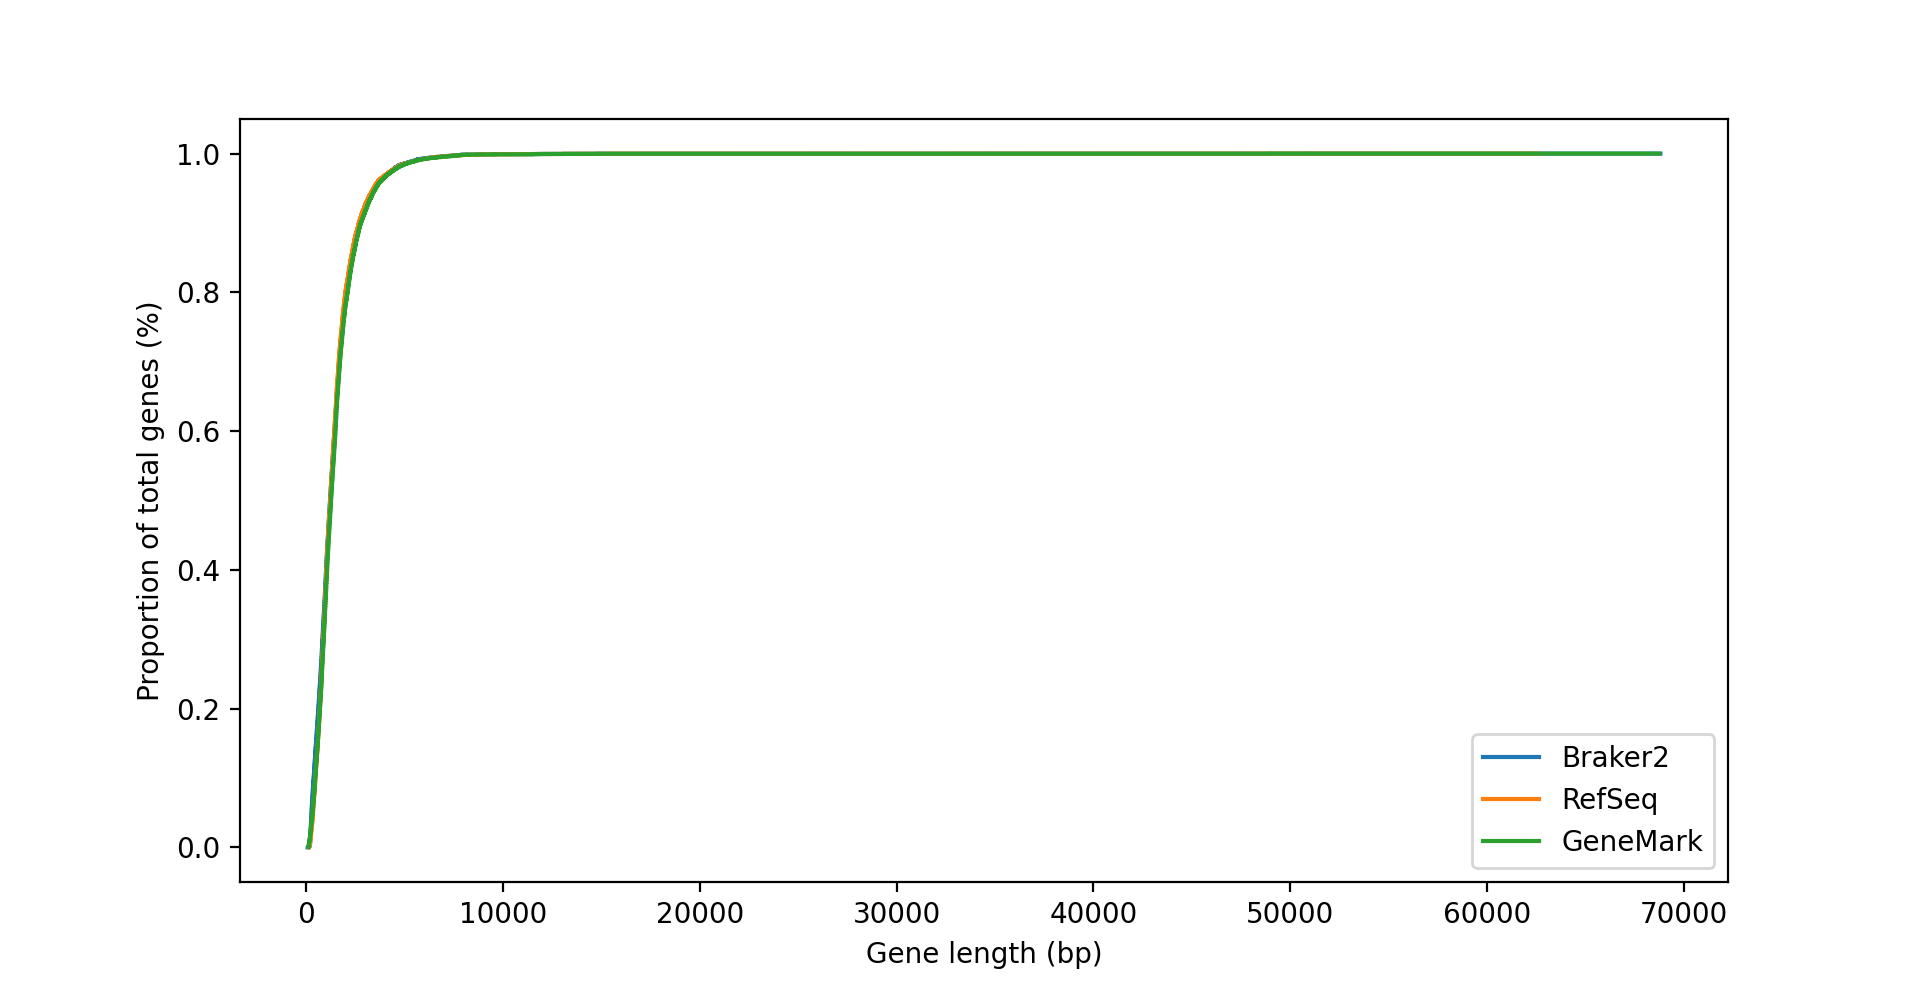 1.0
0.8
0.6
0.4
0.2
0.0
Proportion of total genes (%)
0 10000 20000 30000 40000 50000 60000 70000
Gene length (bp)
Braker2
RefSeq
GeneMark